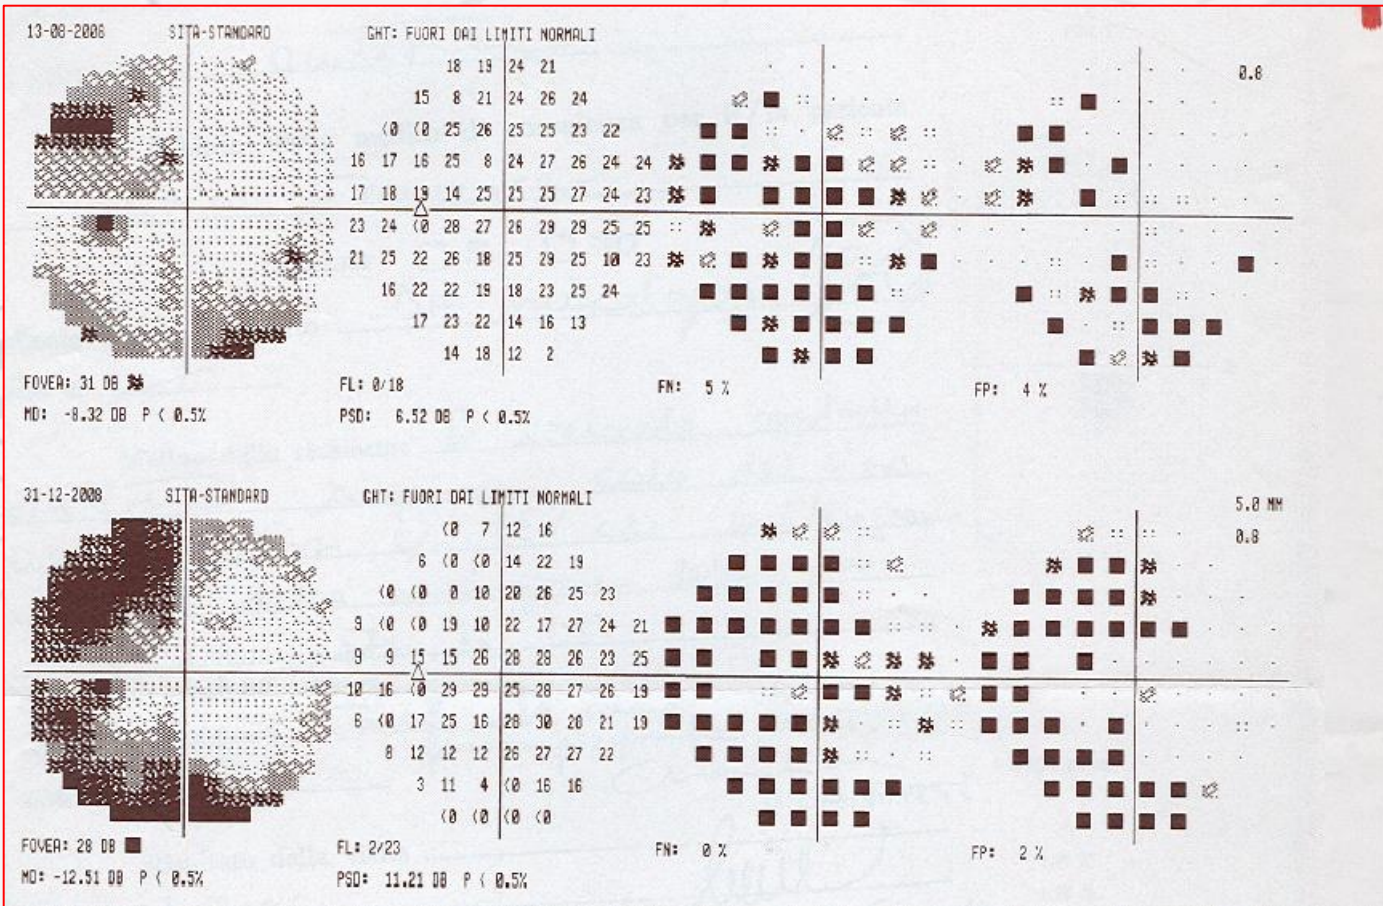 13-08-2008 SITA-STANDARD GHT: FUORI DAI LIMITI NORMALI
18 19 24 21
0.8
15 8 21 24 26 24
<0 <0 25 26 25 25 23 22
16 17 16 25 8 24 27 26 24 24
17 18 19 14 25 25 25 27 24 23
23 24 <0 28 27 26 29 29 25 25
21 25 22 26 18 25 29 25 10 23
16 22 22 19 18 23 25 24
17 23 22 14 16 13
14 18 12 2
FOVEA: 31 DB FL: 0/18 FN: 5 % FP: 4 %
MD: -8.32 DB P < 0.5% PSD: 6.52 DB P < 0.5%
31-12-2008 SITA-STANDARD GHT: FUORI DAI LIMITI NORMALI
5.0 MM
<0 7 12 16
0.8
6 <0 <0 14 22 19
<0 <0 0 10 20 26 25 23
9 <0 <0 19 10 22 17 27 24 21
9 9 15 15 26 28 28 26 23 25
10 16 <0 29 29 25 28 27 26 19
6 <0 17 25 16 28 30 28 21 19
8 12 12 12 26 27 27 22
3 11 4 <0 16 16
<0 <0 <0 <0
FOVEA: 28 DB FL: 2/23 FN: 0 % FP: 2 %
MD: -12.51 DB P < 0.5% PSD: 11.21 DB P < 0.5%